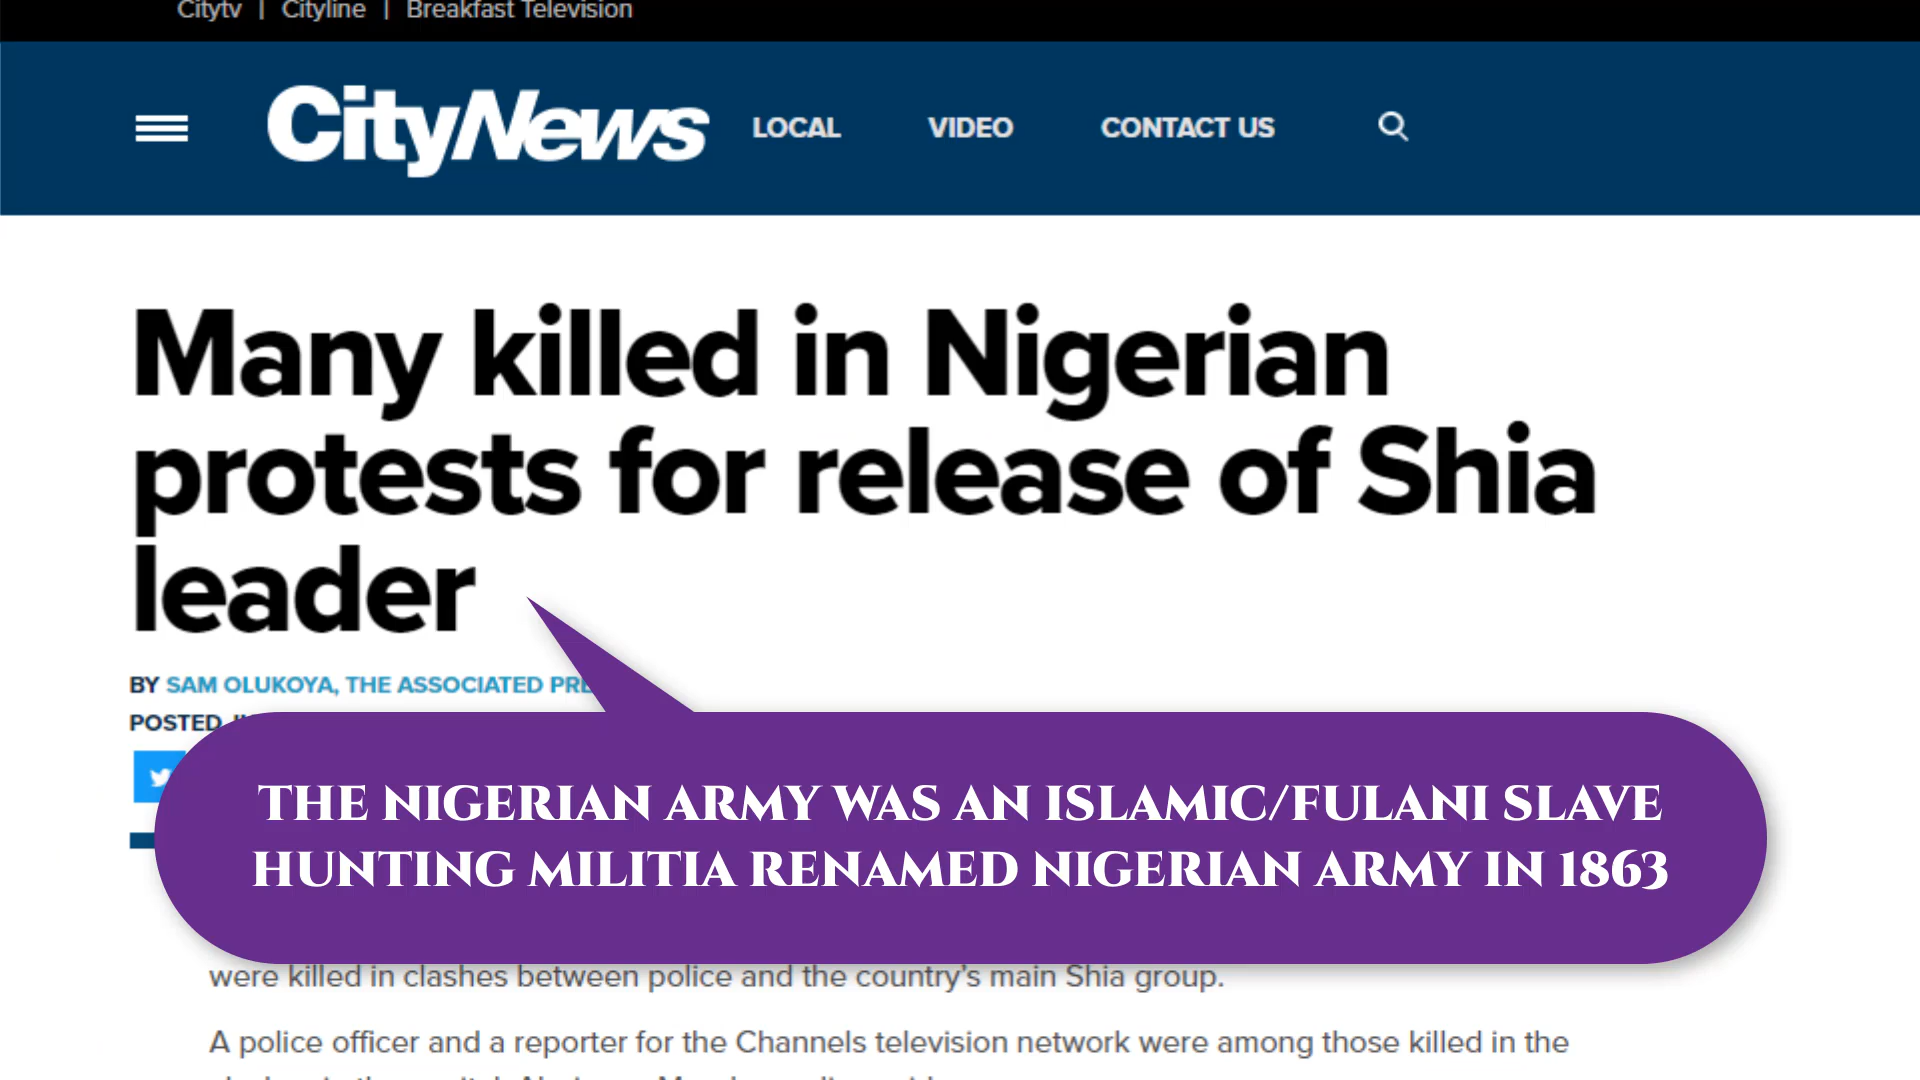 Citytv | Cityline | Breakfast Television
CityNews LOCAL VIDEO CONTACT US
Many killed in Nigerian
protests for release of Shia
leader
BY SAM OLUKOYA, THE ASSOCIATED
POSTED
THE NIGERIAN ARMY WAS AN ISLAMIC/FULANI SLAVE
HUNTING MILITIA RENAMED NIGERIAN ARMY IN 1863
were killed in clashes between police and the country's main Shia group.
A police officer and a reporter for the Channels television network were among those killed in the